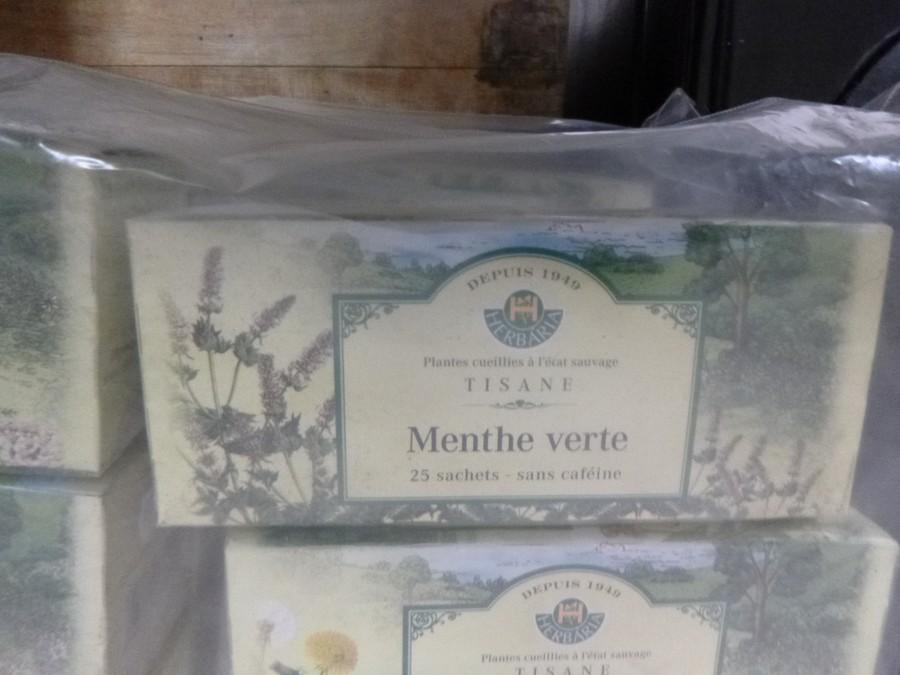 DEPUIS 1949
HERBARIA
Plantes cueillies à l'état sauvage
TISANE
Menthe verte
25 sachets - sans caféine
DEPUIS 1949
HERBARIA
Plantes cueillies à l'état sauvage
TISANE